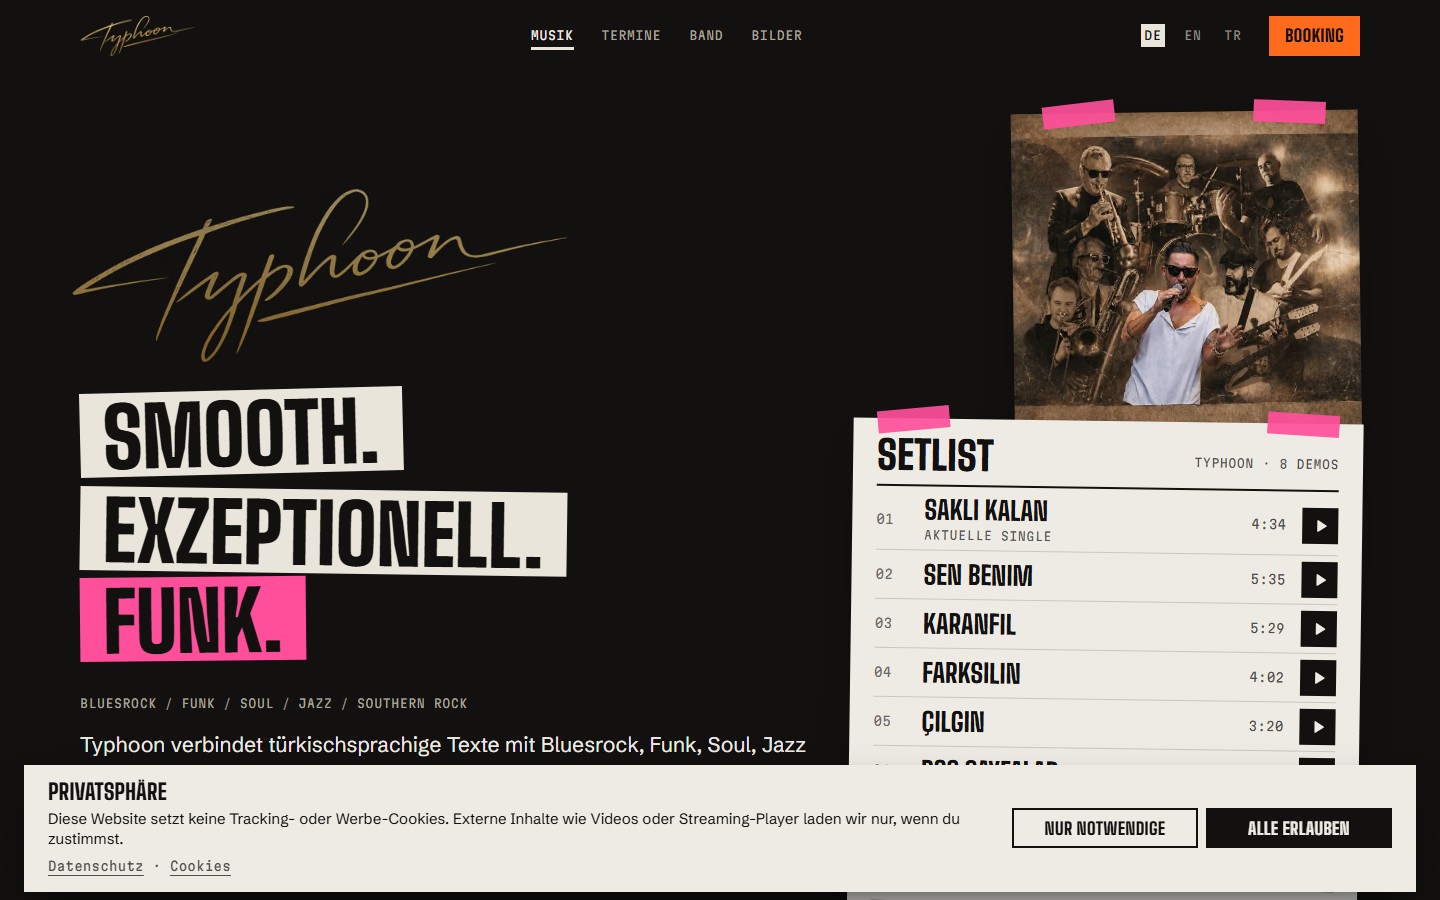 Typhoon
MUSIK
TERMINE
BAND
BILDER
DE
EN
TR
BOOKING
Typhoon
SMOOTH.
EXZEPTIONELL.
FUNK.
BLUESROCK / FUNK / SOUL / JAZZ / SOUTHERN ROCK
Typhoon verbindet türkischsprachige Texte mit Bluesrock, Funk, Soul, Jazz
SETLIST
TYPHOON · 8 DEMOS
01 SAKLI KALAN 4:34
AKTUELLE SINGLE
02 SEN BENIM 5:35
03 KARANFIL 5:29
04 FARKSILIN 4:02
05 ÇILGIN 3:20
PRIVATSPHÄRE
Diese Website setzt keine Tracking- oder Werbe-Cookies. Externe Inhalte wie Videos oder Streaming-Player laden wir nur, wenn du
zustimmst.
Datenschutz · Cookies
NUR NOTWENDIGE
ALLE ERLAUBEN